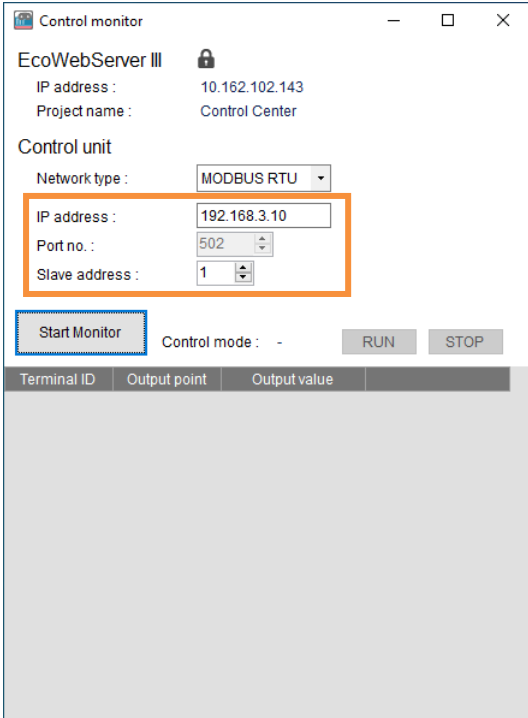 Control monitor
EcoWebServer Ⅲ
IP address : 10.162.102.143
Project name : Control Center
Control unit
Network type : MODBUS RTU
IP address : 192.168.3.10
Port no. : 502
Slave address : 1
Start Monitor Control mode : - RUN STOP
Terminal ID Output point Output value